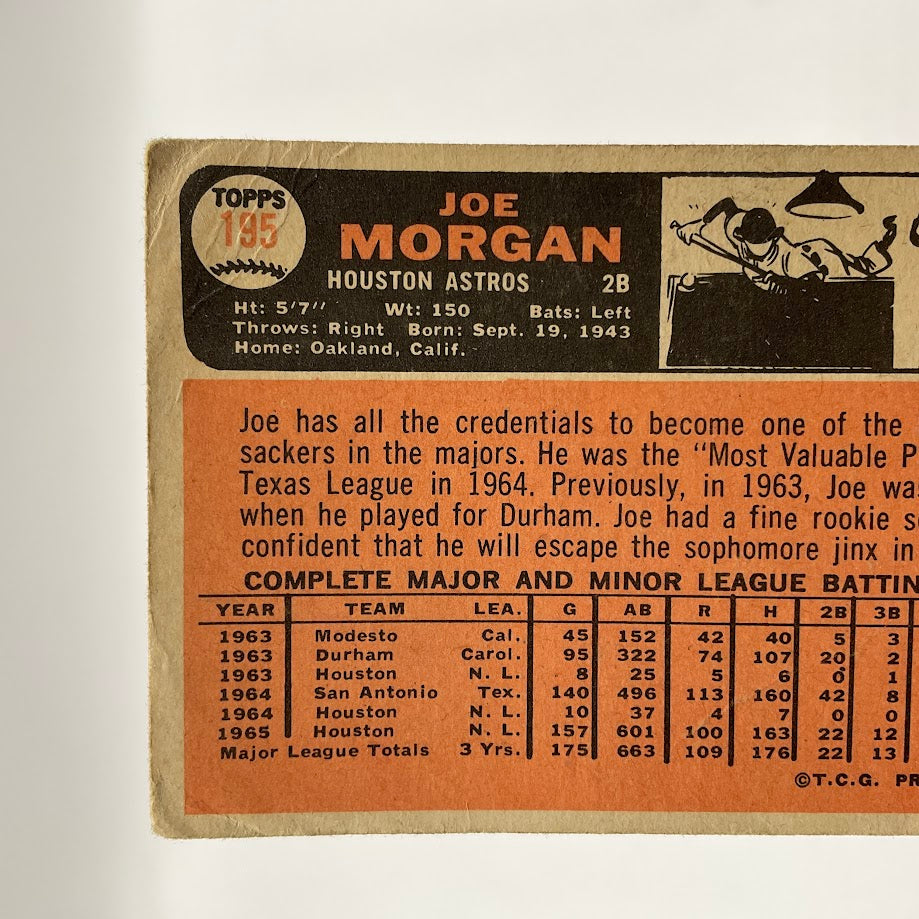 TOPPS
195
JOE
MORGAN
HOUSTON ASTROS 2B
Ht: 5'7" Wt: 150 Bats: Left
Throws: Right Born: Sept. 19, 1943
Home: Oakland, Calif.
Joe has all the credentials to become one of the
sackers in the majors. He was the "Most Valuable P
Texas League in 1964. Previously, in 1963, Joe was
when he played for Durham. Joe had a fine rookie s
confident that he will escape the sophomore jinx in
COMPLETE MAJOR AND MINOR LEAGUE BATTIN
YEAR TEAM LEA. G AB R H 2B 3B
1963 Modesto Cal. 45 152 42 40 5 3
1963 Durham Carol. 95 322 74 107 20 2
1963 Houston N. L. 8 25 5 6 0 1
1964 San Antonio Tex. 140 496 113 160 42 8
1964 Houston N. L. 10 37 4 7 0 0
1965 Houston N. L. 157 601 100 163 22 12
Major League Totals 3 Yrs. 175 663 109 176 22 13
©T.C.G. PR